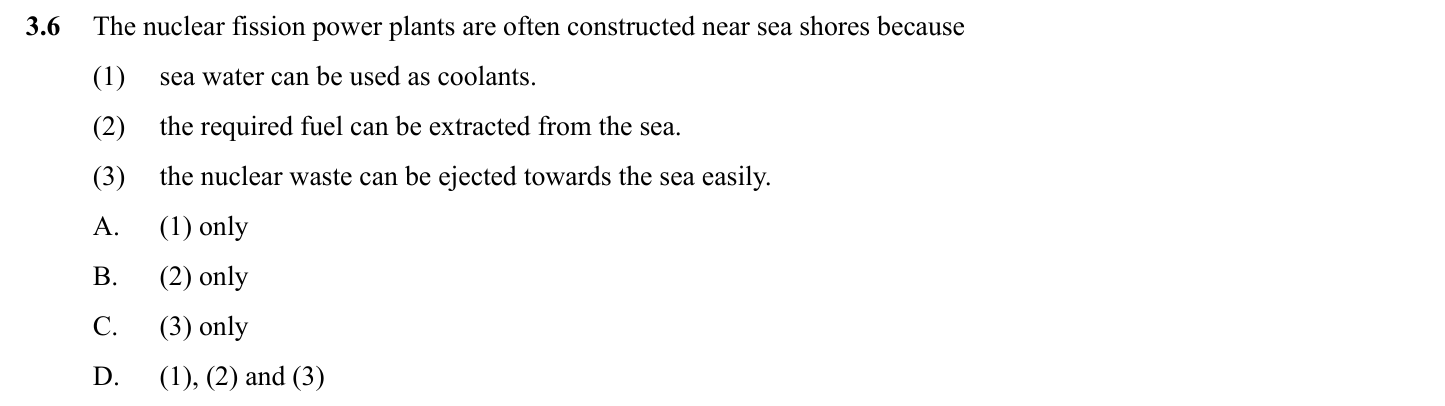 3.6 The nuclear fission power plants are often constructed near sea shores because
(1) sea water can be used as coolants.
(2) the required fuel can be extracted from the sea.
(3) the nuclear waste can be ejected towards the sea easily.
A. (1) only
B. (2) only
C. (3) only
D. (1), (2) and (3)